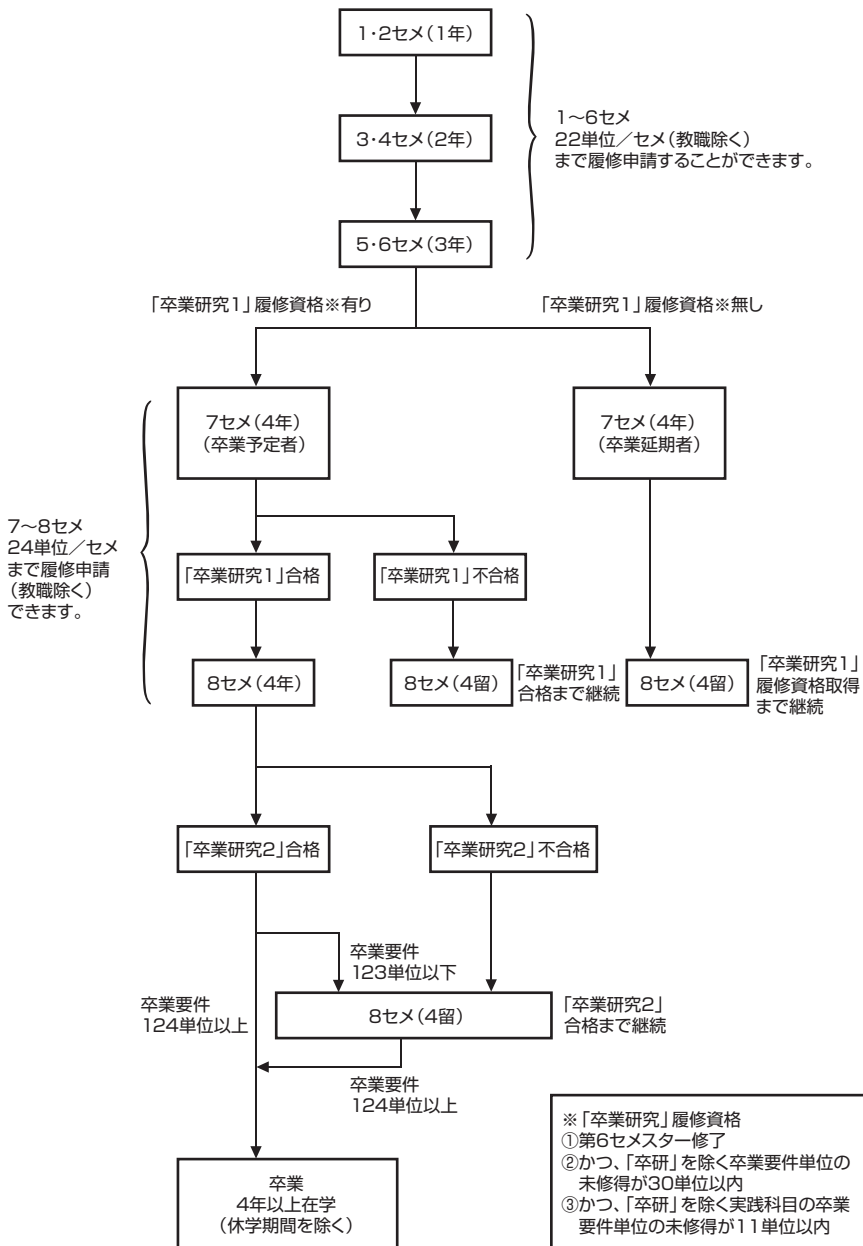 1・2セメ（1年）
3・4セメ（2年）
5・6セメ（3年）
1～6セメ
22単位／セメ（教職除く）
まで履修申請することができます。
「卒業研究1」履修資格※有り
「卒業研究1」履修資格※無し
7セメ（4年）
（卒業予定者）
7セメ（4年）
（卒業延期者）
7～8セメ
24単位／セメ
まで履修申請
（教職除く）
できます。
「卒業研究1」合格
「卒業研究1」不合格
8セメ（4年）
8セメ（4留）
「卒業研究1」
合格まで継続
8セメ（4留）
「卒業研究1」
履修資格取得
まで継続
「卒業研究2」合格
「卒業研究2」不合格
卒業要件
123単位以下
卒業要件
124単位以上
8セメ（4留）
「卒業研究2」
合格まで継続
卒業要件
124単位以上
卒業
4年以上在学
（休学期間を除く）
※「卒業研究」履修資格
①第6セメスター修了
②かつ、「卒研」を除く卒業要件単位の
未修得が30単位以内
③かつ、「卒研」を除く実践科目の卒業
要件単位の未修得が11単位以内